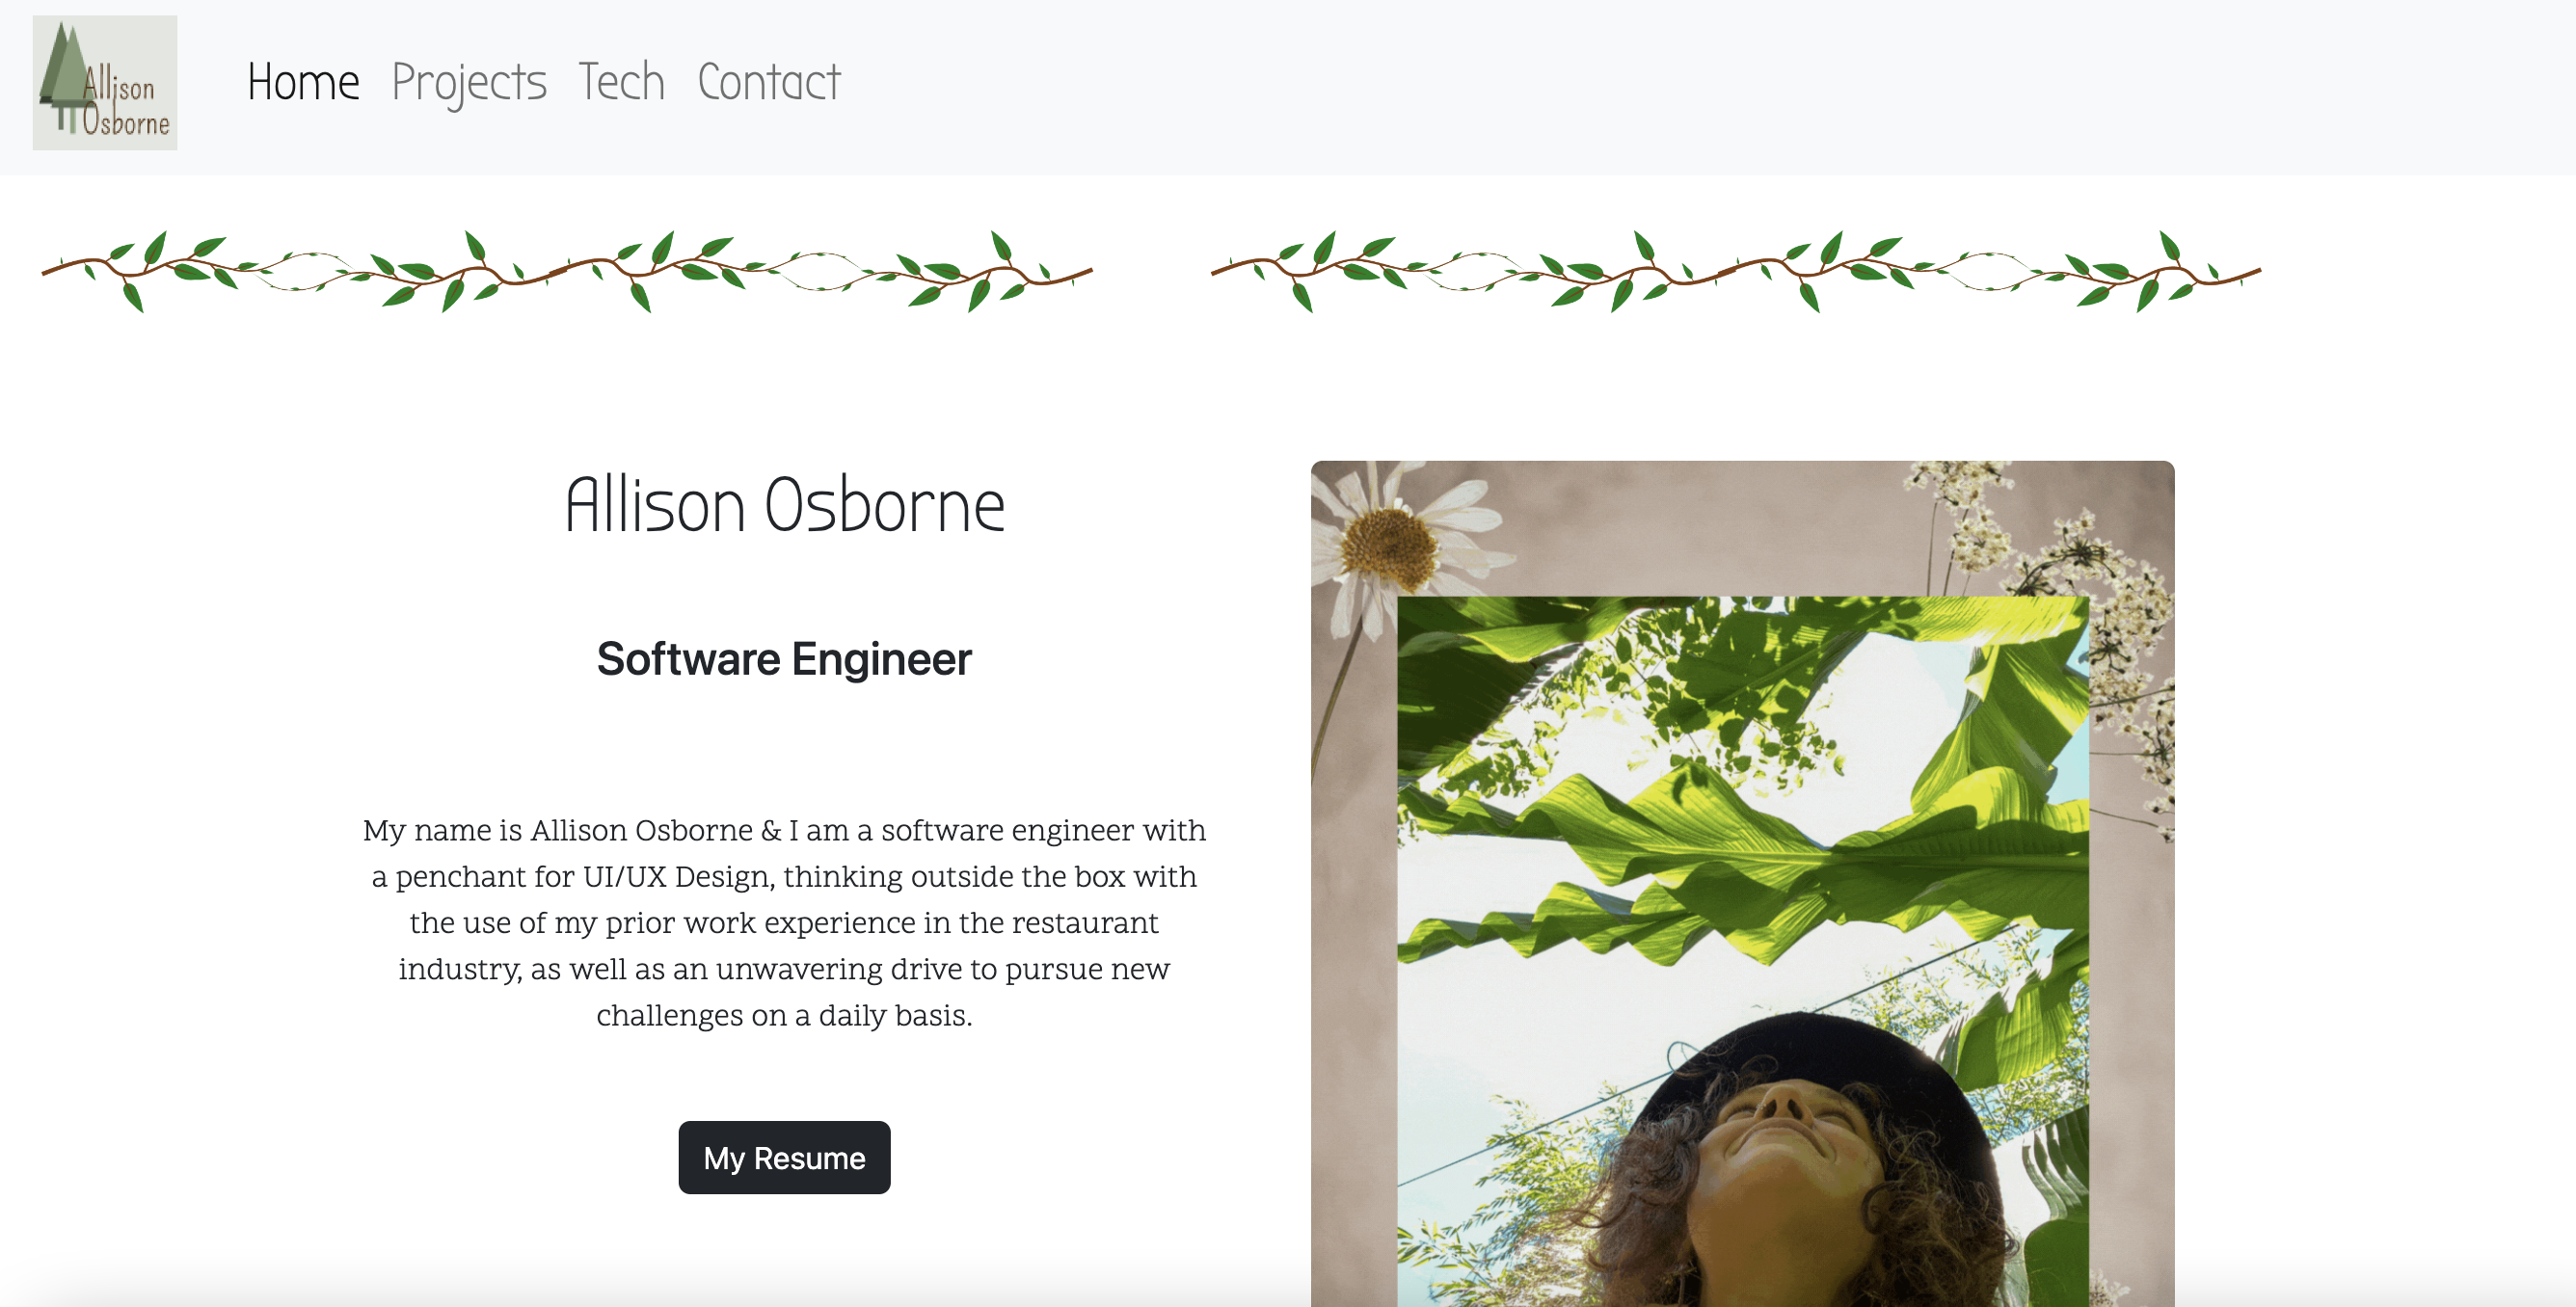 Allison
Osborne
Home Projects Tech Contact
Allison Osborne
Software Engineer
My name is Allison Osborne & I am a software engineer with
a penchant for UI/UX Design, thinking outside the box with
the use of my prior work experience in the restaurant
industry, as well as an unwavering drive to pursue new
challenges on a daily basis.
My Resume